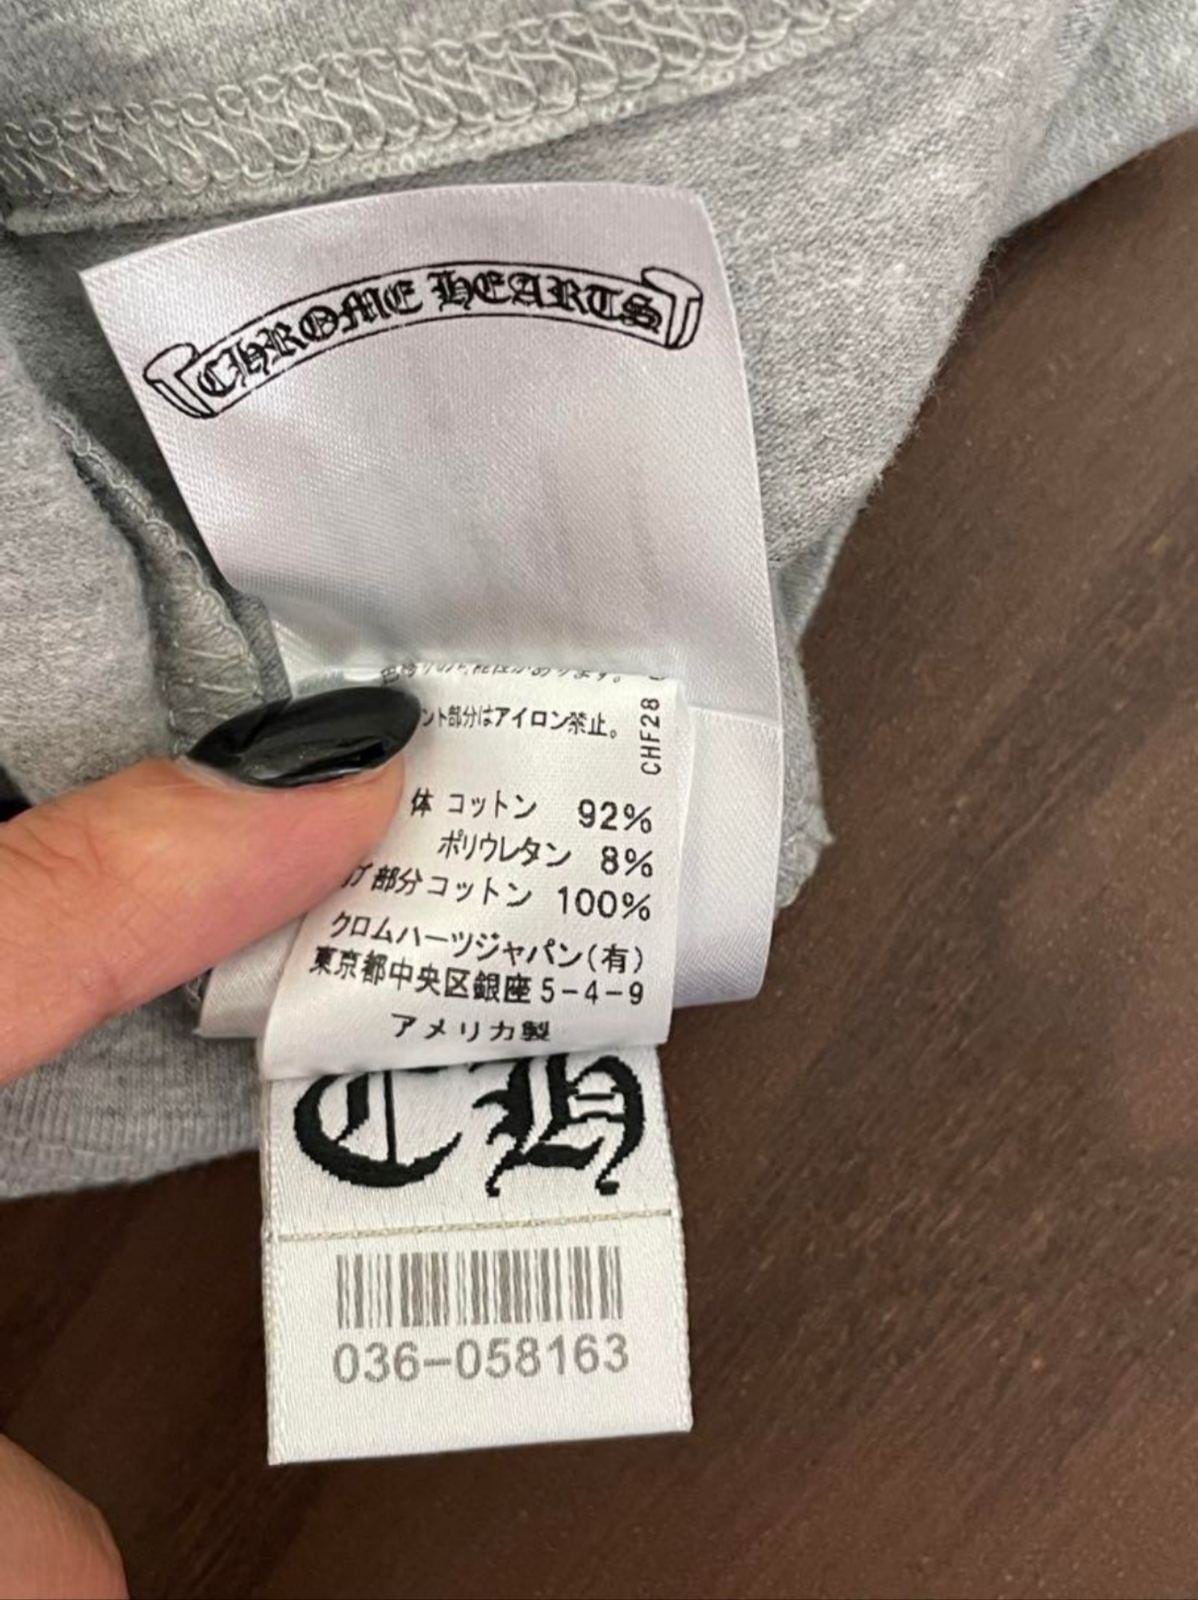 CHROME HEARTS
ント部分はアイロン禁止。
CHF28
体 コットン 92%
ポリウレタン 8%
部分コットン 100%
クロムハーツジャパン(有)
東京都中央区銀座5-4-9
アメリカ製
CH
036-058163